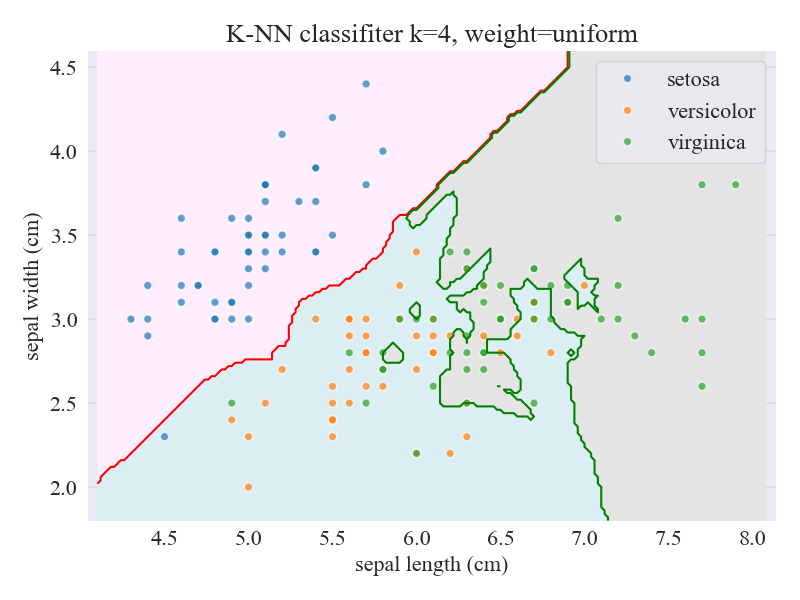 K-NN classifiter k=4, weight=uniform
setosa
versicolor
virginica
sepal width (cm)
4.5
4.0
3.5
3.0
2.5
2.0
4.5 5.0 5.5 6.0 6.5 7.0 7.5 8.0
sepal length (cm)